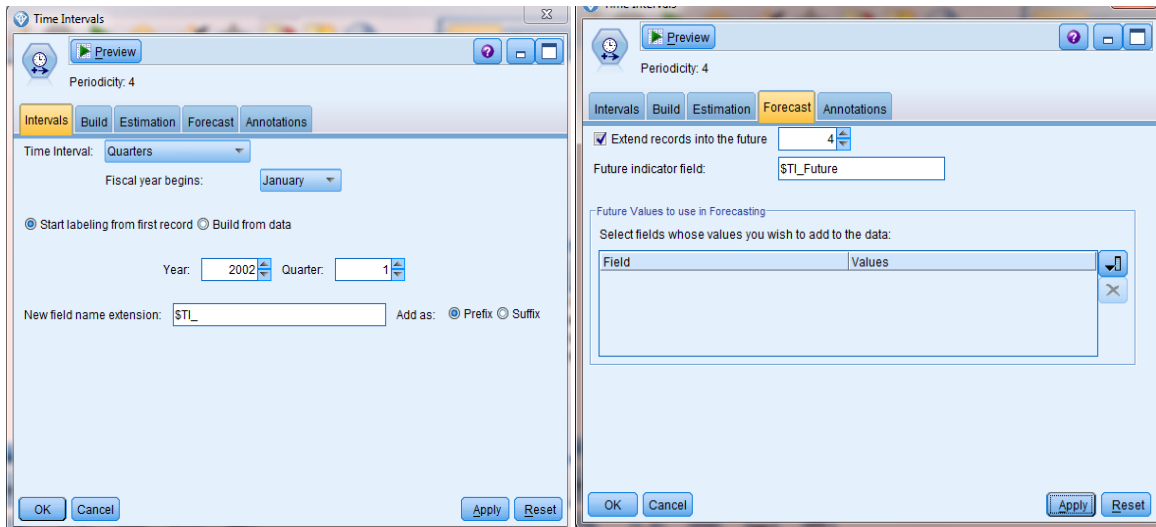 Time Intervals
Preview
?
Periodicity: 4
Intervals Build Estimation Forecast Annotations
Time Interval: Quarters
Fiscal year begins: January
Start labeling from first record Build from data
Year: 2002 Quarter: 1
New field name extension: $TI_ Add as: Prefix Suffix
OK Cancel Apply Reset
Time Intervals
Preview
?
Periodicity: 4
Intervals Build Estimation Forecast Annotations
Extend records into the future 4
Future indicator field: $TI_Future
Future Values to use in Forecasting
Select fields whose values you wish to add to the data:
Field Values
OK Cancel Apply Reset